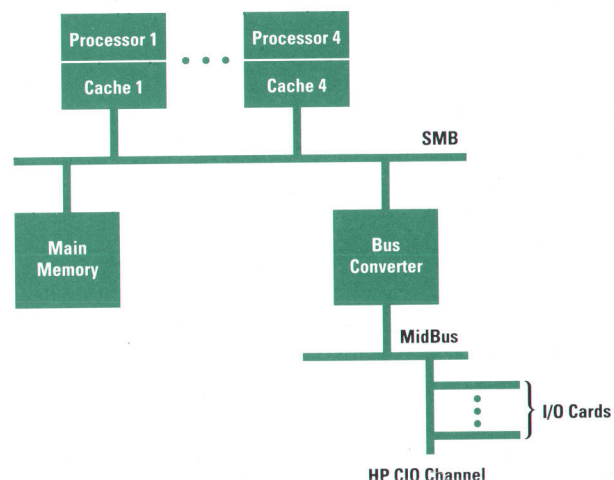 Processor 1
Cache 1
Processor 4
Cache 4
SMB
Main
Memory
Bus
Converter
MidBus
I/O Cards
HP CIO Channel